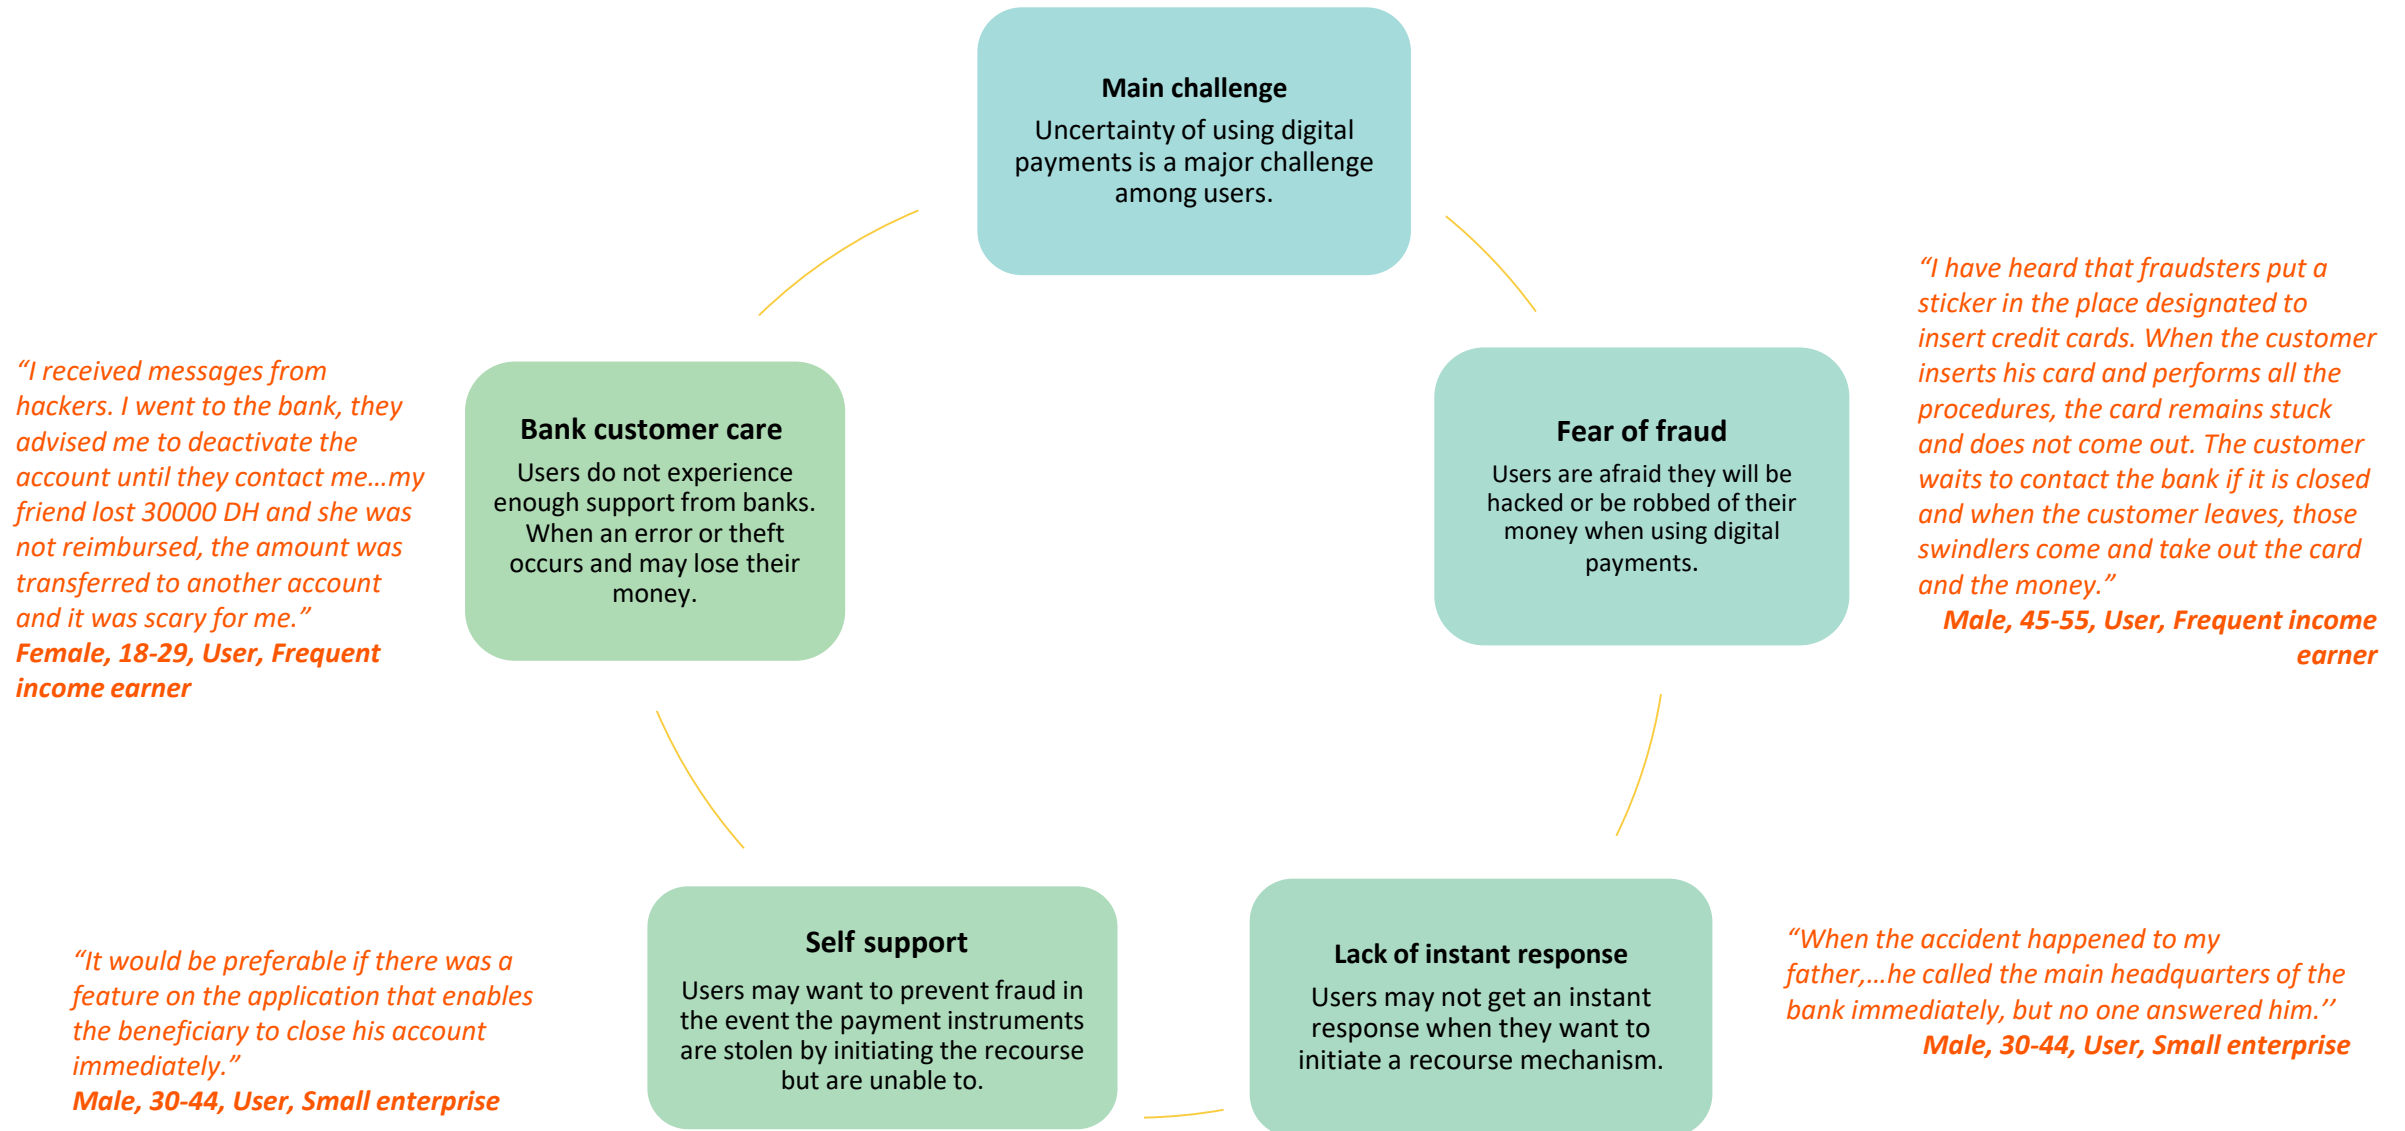 Main challenge
Uncertainty of using digital
payments is a major challenge
among users.
“I have heard that fraudsters put a
sticker in the place designated to
insert credit cards. When the customer
inserts his card and performs all the
procedures, the card remains stuck
and does not come out. The customer
waits to contact the bank if it is closed
and when the customer leaves, those
swindlers come and take out the card
and the money.”
Male, 45-55, User, Frequent income
earner
Fear of fraud
Users are afraid they will be
hacked or be robbed of their
money when using digital
payments.
“I received messages from
hackers. I went to the bank, they
advised me to deactivate the
account until they contact me…my
friend lost 30000 DH and she was
not reimbursed, the amount was
transferred to another account
and it was scary for me.”
Female, 18-29, User, Frequent
income earner
Bank customer care
Users do not experience
enough support from banks.
When an error or theft
occurs and may lose their
money.
“It would be preferable if there was a
feature on the application that enables
the beneficiary to close his account
immediately.”
Male, 30-44, User, Small enterprise
Self support
Users may want to prevent fraud in
the event the payment instruments
are stolen by initiating the recourse
but are unable to.
Lack of instant response
Users may not get an instant
response when they want to
initiate a recourse mechanism.
“When the accident happened to my
father,…he called the main headquarters of the
bank immediately, but no one answered him.’’
Male, 30-44, User, Small enterprise